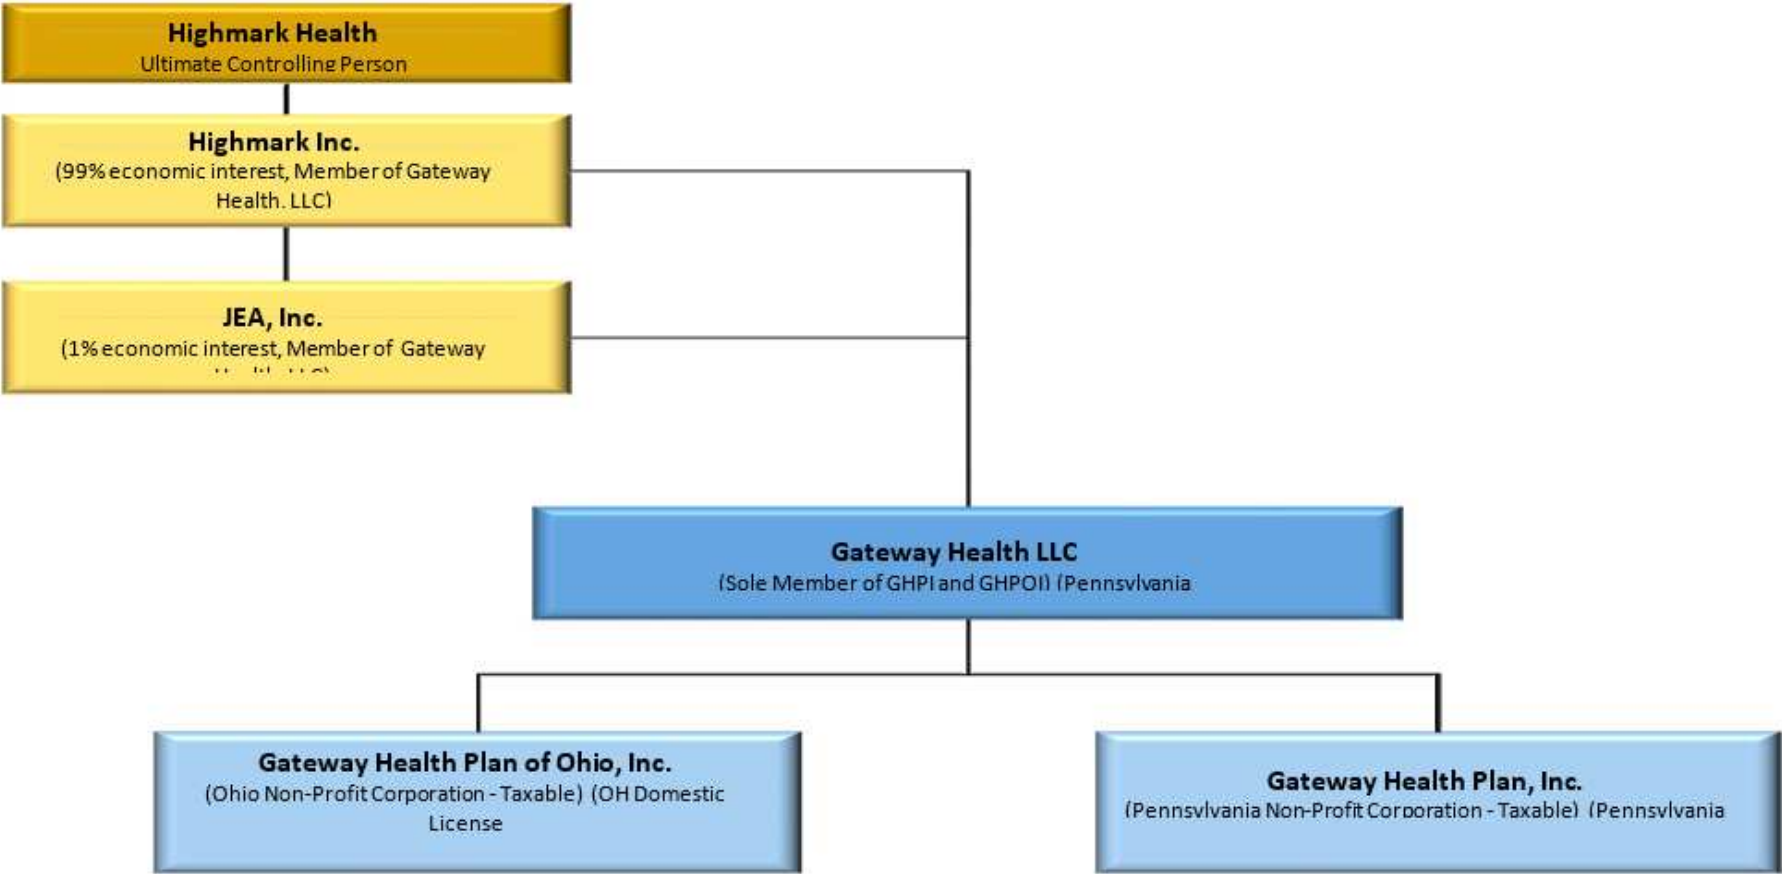 Highmark Health
Ultimate Controlling Person
Highmark Inc.
(99% economic interest, Member of Gateway
Health, LLC)
JEA, Inc.
(1% economic interest, Member of Gateway
Gateway Health LLC
(Sole Member of GHPI and GHPOI) (Pennsylvania
Gateway Health Plan of Ohio, Inc.
(Ohio Non-Profit Corporation - Taxable) (OH Domestic
License
Gateway Health Plan, Inc.
(Pennsylvania Non-Profit Corporation - Taxable) (Pennsylvania